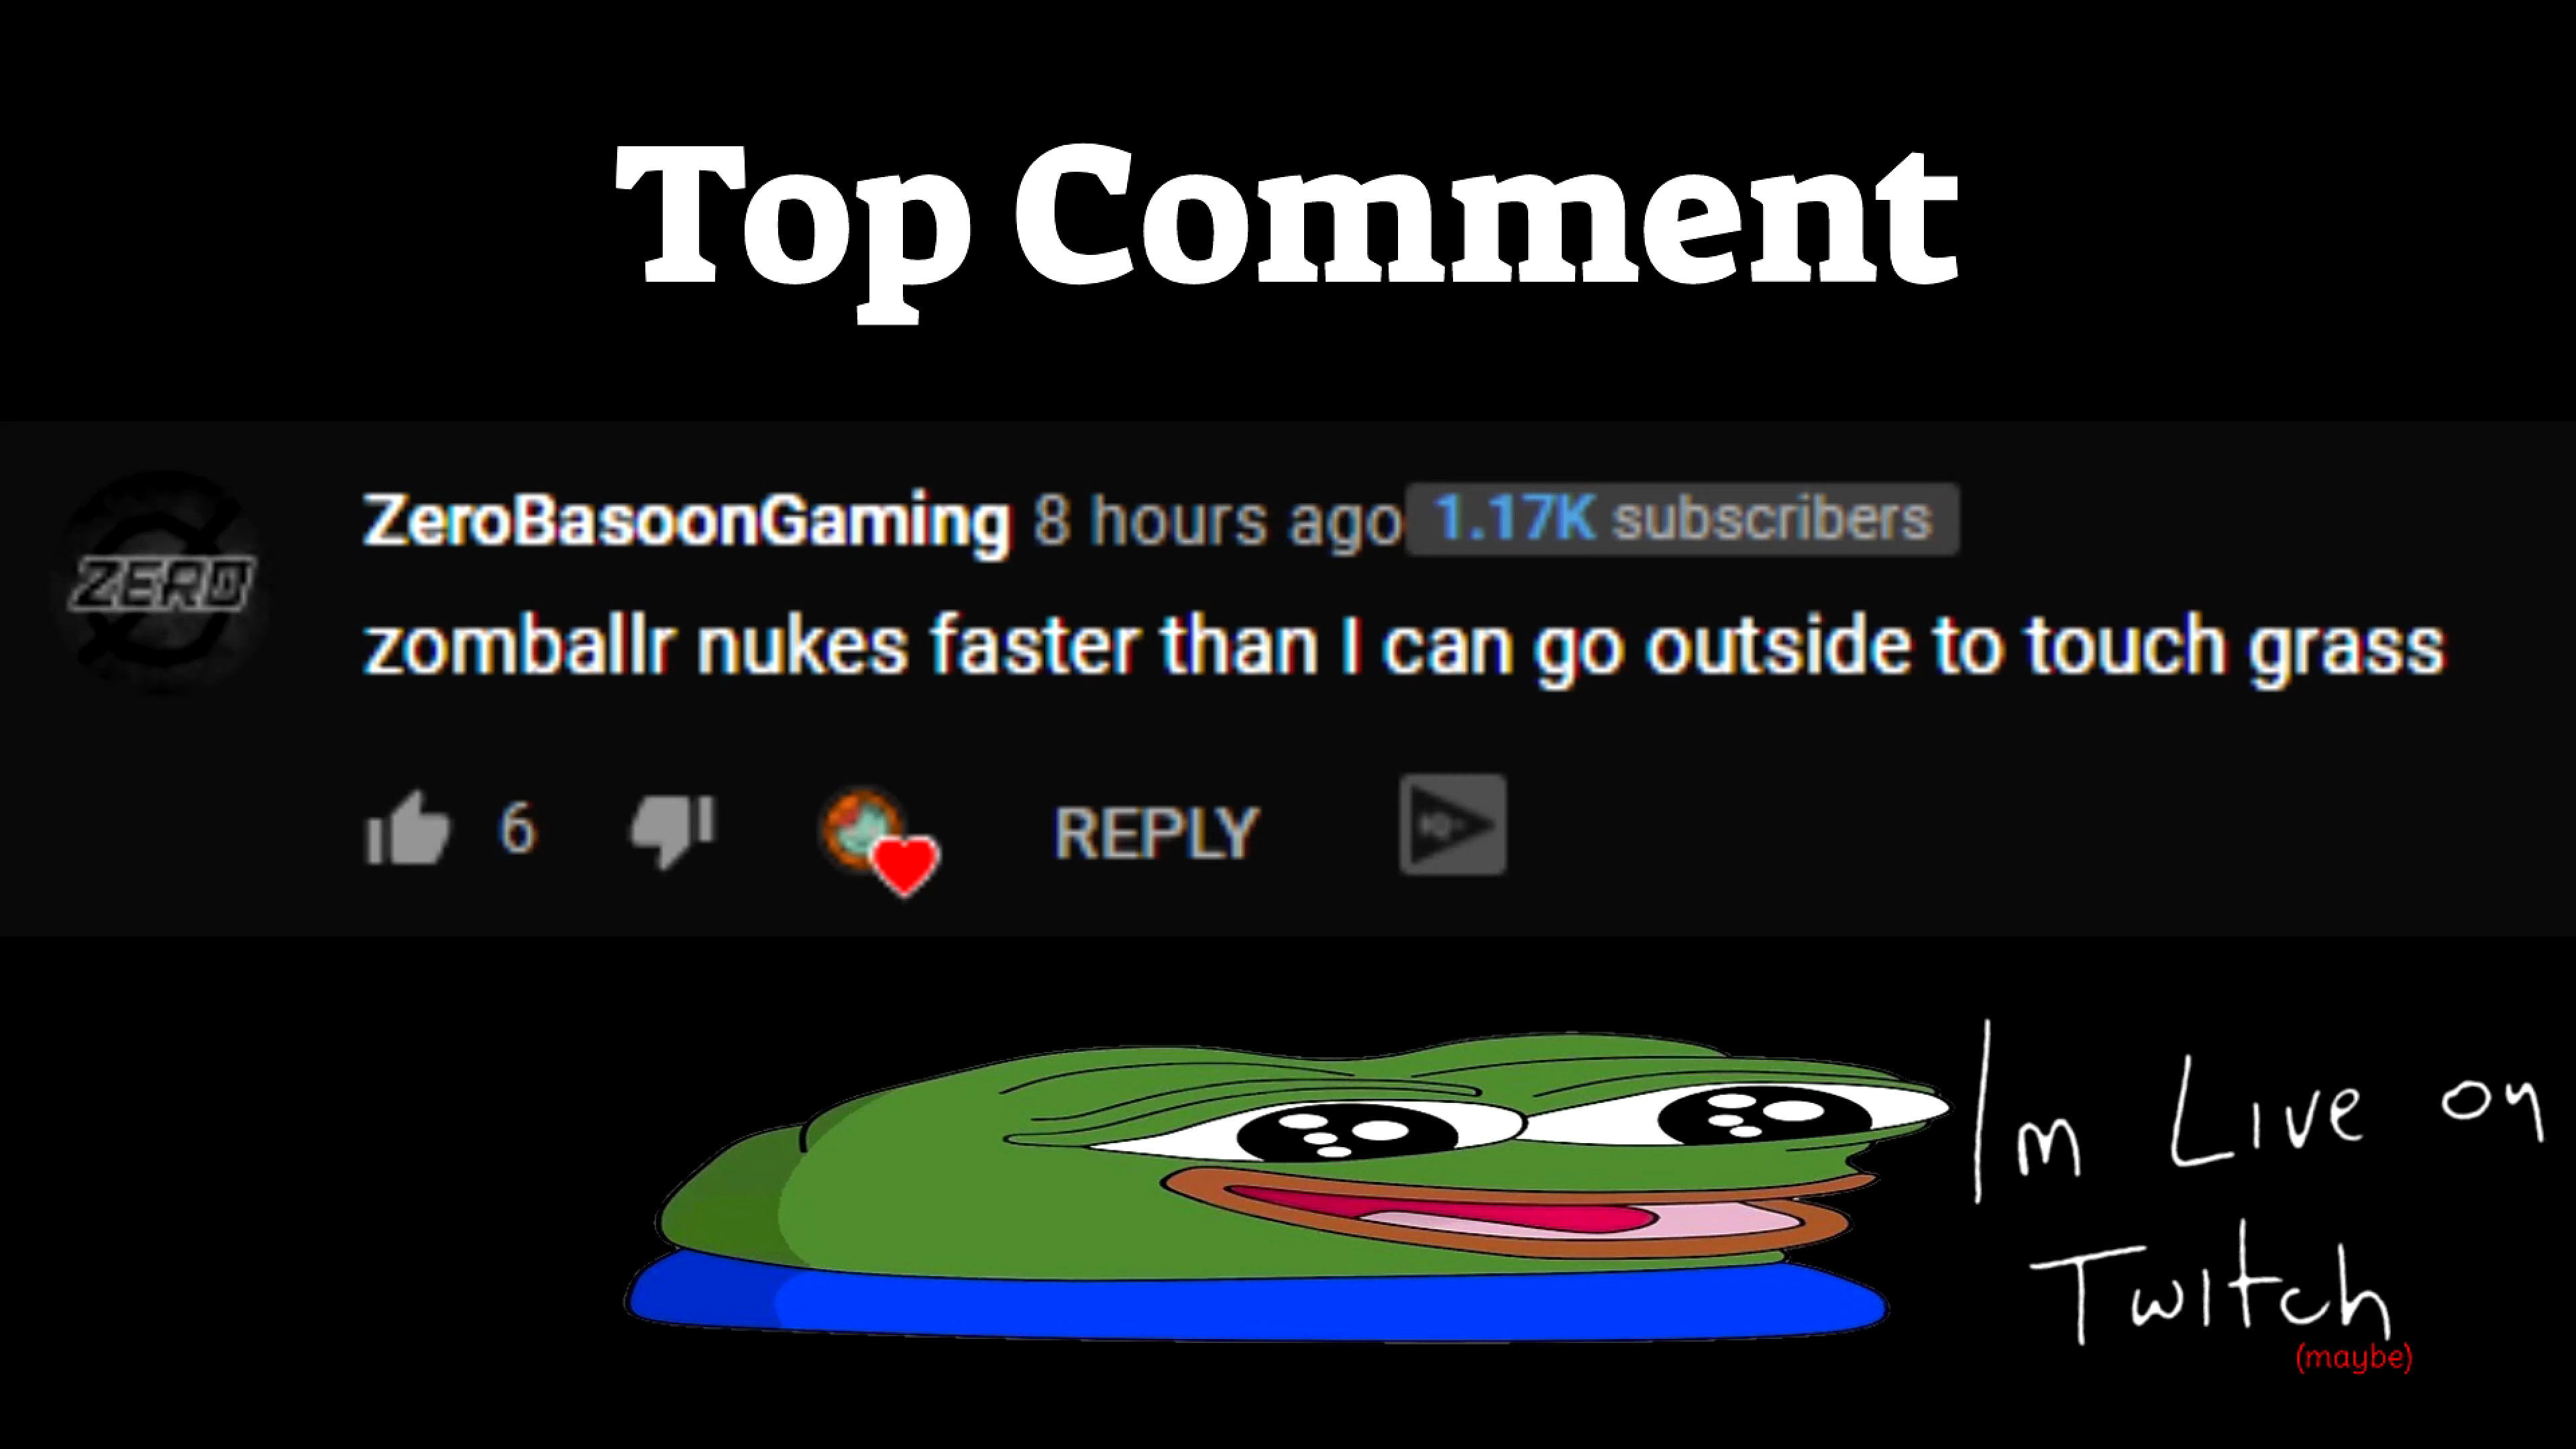 Top Comment
ZeroBasoonGaming 8 hours ago 1.17K subscribers
ZERO
zomballr nukes faster than I can go outside to touch grass
6 REPLY
Im Live on
Twitch
(maybe)